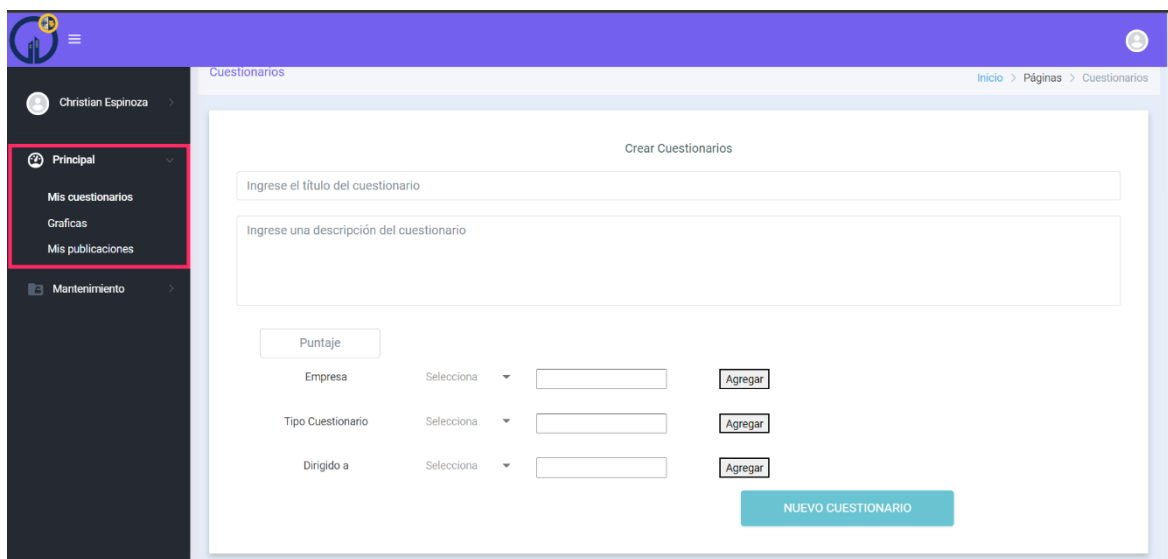 Cuestionarios
Inicio > Páginas > Cuestionarios
Christian Espinoza
Principal
Mis cuestionarios
Graficas
Mis publicaciones
Mantenimiento
Crear Cuestionarios
Ingrese el título del cuestionario
Ingrese una descripción del cuestionario
Puntaje
Empresa Selecciona Agregar
Tipo Cuestionario Selecciona Agregar
Dirigido a Selecciona Agregar
NUEVO CUESTIONARIO